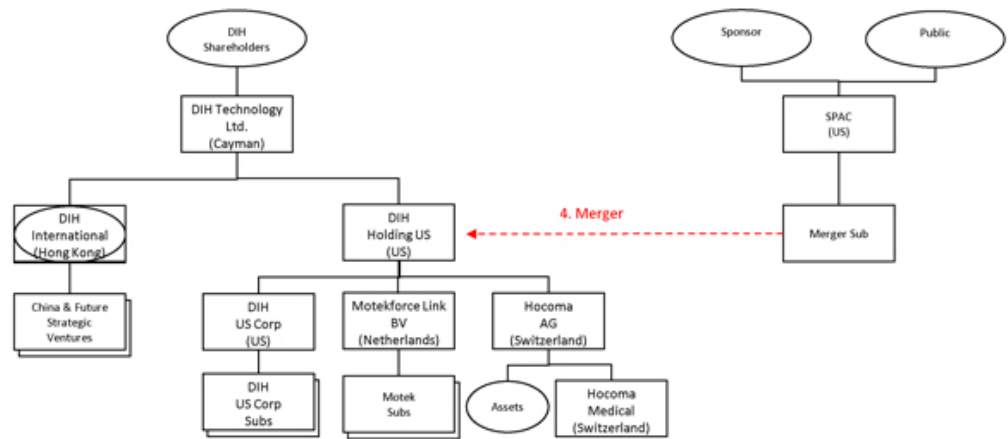 DIH
Shareholders
Sponsor
Public
DIH Technology
Ltd.
(Cayman)
SPAC
(US)
DIH
International
(Hong Kong)
DIH
Holding US
(US)
4. Merger
Merger Sub
China & Future
Strategic
Ventures
DIH
US Corp
(US)
Motekforce Link
BV
(Netherlands)
Hocoma
AG
(Switzerland)
DIH
US Corp
Subs
Motek
Subs
Assets
Hocoma
Medical
(Switzerland)